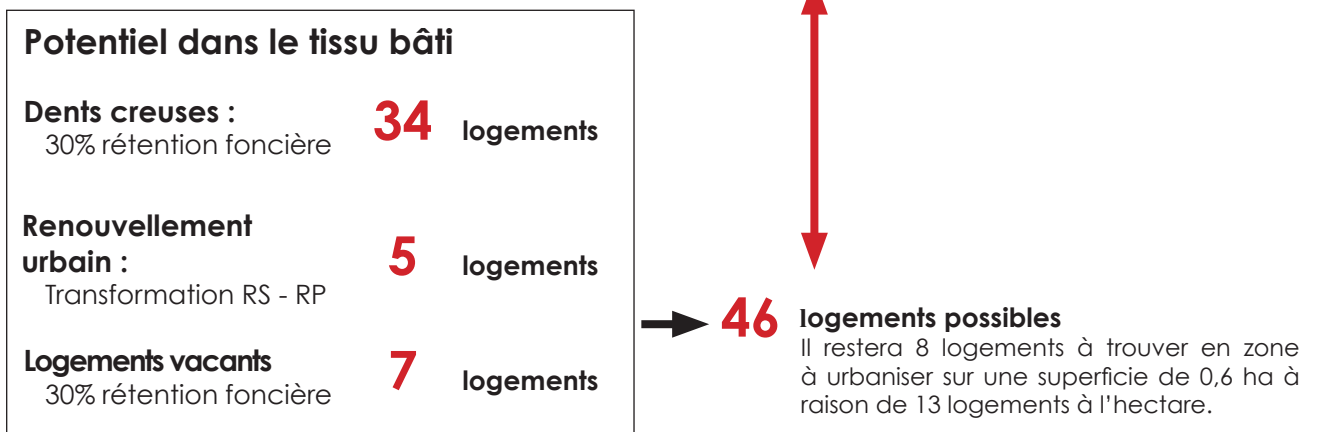 Potentiel dans le tissu bâti
Dents creuses :
30% rétention foncière
34 logements
Renouvellement
urbain :
Transformation RS - RP
5 logements
Logements vacants
30% rétention foncière
7 logements
46 logements possibles
Il restera 8 logements à trouver en zone
à urbaniser sur une superficie de 0,6 ha à
raison de 13 logements à l'hectare.